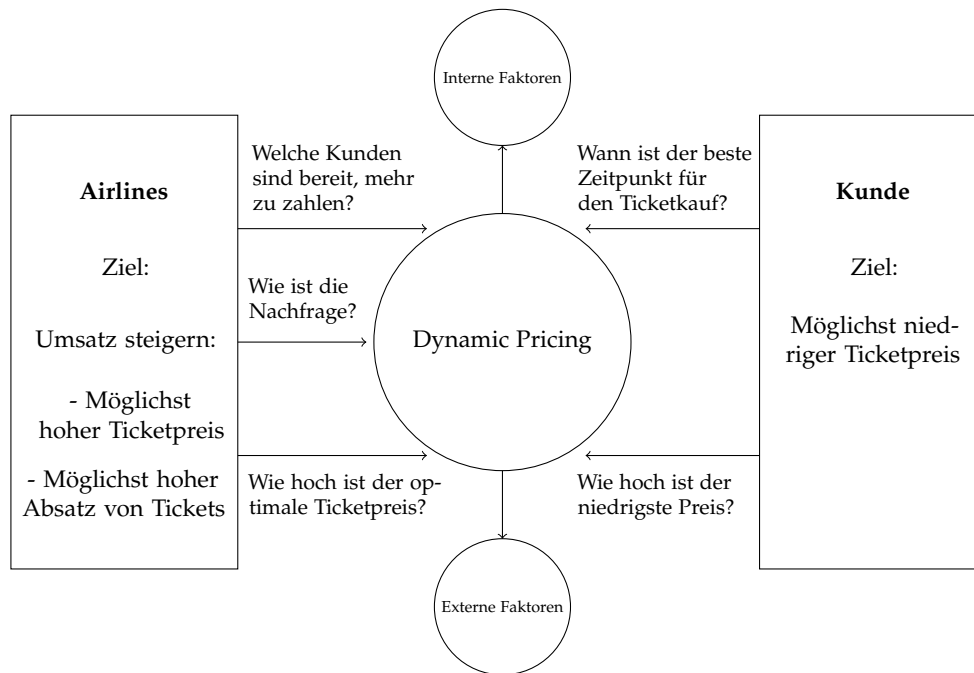 Interne Faktoren
Airlines
Ziel:
Umsatz steigern:
- Möglichst
hoher Ticketpreis
- Möglichst hoher
Absatz von Tickets
Welche Kunden
sind bereit, mehr
zu zahlen?
Wie ist die
Nachfrage?
Wie hoch ist der op-
timale Ticketpreis?
Dynamic Pricing
Wann ist der beste
Zeitpunkt für
den Ticketkauf?
Wie hoch ist der
niedrigste Preis?
Kunde
Ziel:
Möglichst nied-
riger Ticketpreis
Externe Faktoren